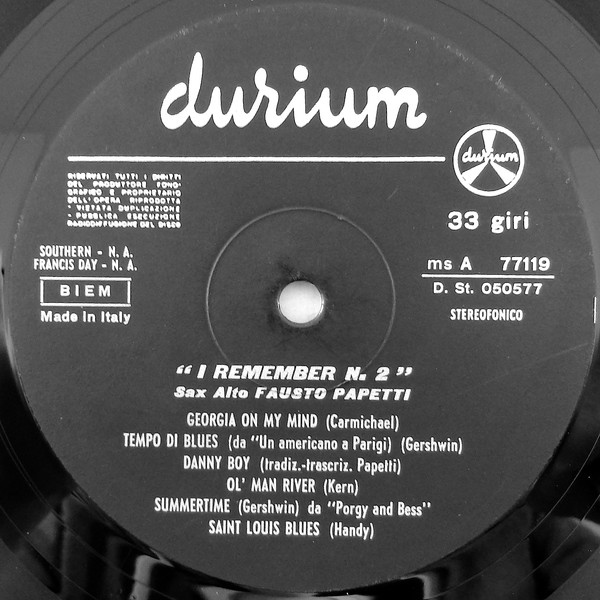 durium
durium
RISERVATI TUTTI I DIRITTI
DEL PRODUTTORE FONO-
GRAFICO E PROPRIETARIO
DELL'OPERA RIPRODOTTA
- VIETATA DUPLICAZIONE
- PUBBLICA ESECUZIONE
RADIODIFFUSIONE DEL DISCO
33 giri
SOUTHERN - N. A.
FRANCIS DAY - N. A.
BIEM
Made in Italy
ms A 77119
D. St. 050577
STEREOFONICO
"I REMEMBER N. 2"
Sax Alto FAUSTO PAPETTI
GEORGIA ON MY MIND (Carmichael)
TEMPO DI BLUES (da "Un americano a Parigi) (Gershwin)
DANNY BOY (tradiz.-trascriz. Papetti)
OL' MAN RIVER (Kern)
SUMMERTIME (Gershwin) da "Porgy and Bess"
SAINT LOUIS BLUES (Handy)